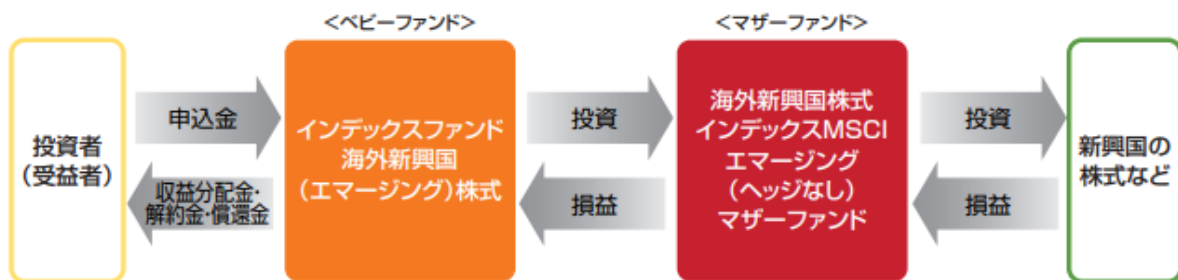 <ベビーファンド>
<マザーファンド>
投資者
(受益者)
申込金
収益分配金・
解約金・償還金
インデックスファンド
海外新興国
(エマージング)株式
投資
損益
海外新興国株式
インデックスMSCI
エマージング
(ヘッジなし)
マザーファンド
投資
損益
新興国の
株式など